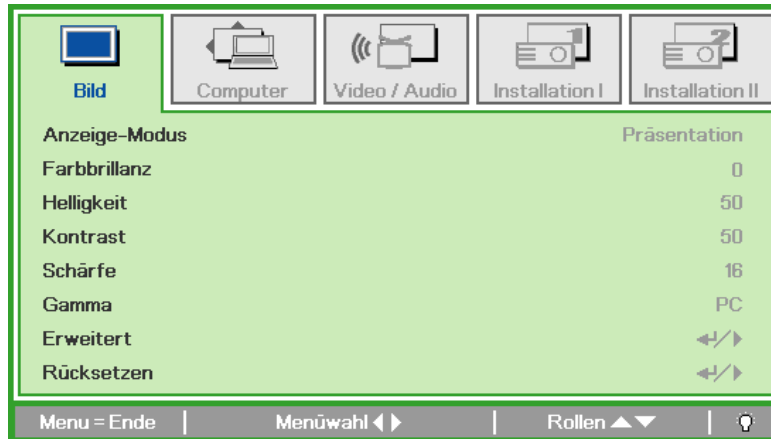 Bild Computer Video / Audio Installation I Installation II
Anzeige-Modus Präsentation
Farbbrillanz 0
Helligkeit 50
Kontrast 50
Schärfe 16
Gamma PC
Erweitert
Rücksetzen
Menu = Ende Menüwahl Rollen